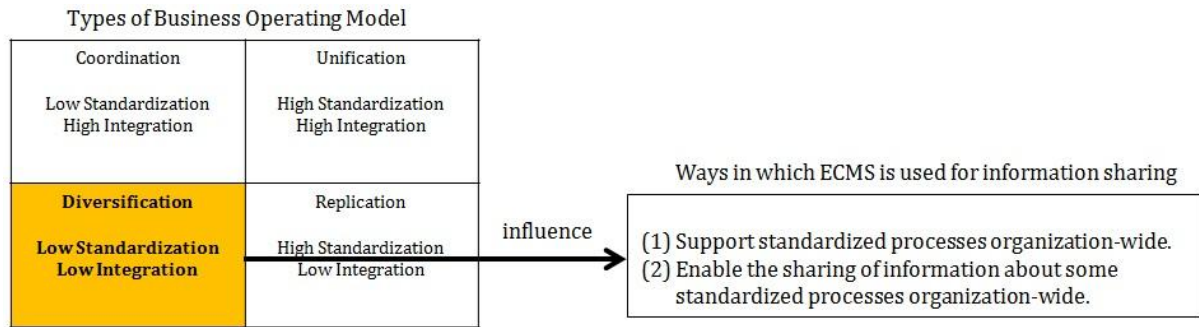 Types of Business Operating Model
Coordination
Low Standardization
High Integration
Unification
High Standardization
High Integration
Diversification
Low Standardization
Low Integration
Replication
High Standardization
Low Integration
influence
Ways in which ECMS is used for information sharing
(1) Support standardized processes organization-wide.
(2) Enable the sharing of information about some
standardized processes organization-wide.